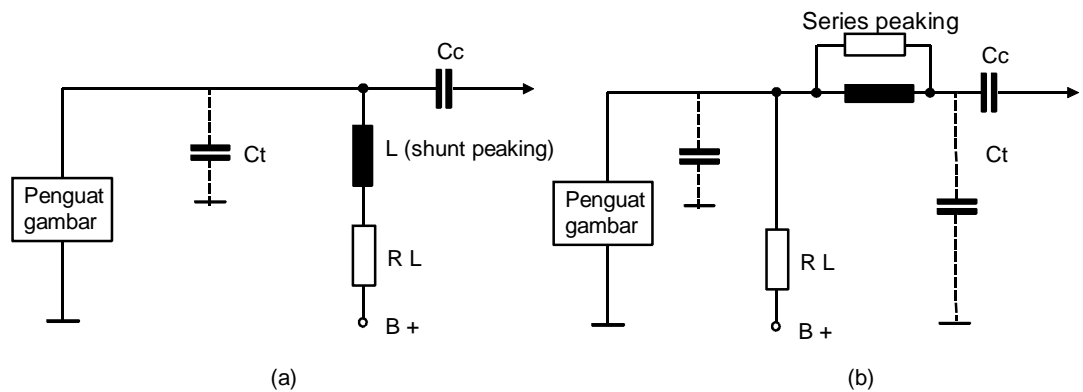 Cc
L (shunt peaking)
Ct
Penguat
gambar
R L
B +
(a)
Series peaking
Cc
Ct
Penguat
gambar
R L
B +
(b)